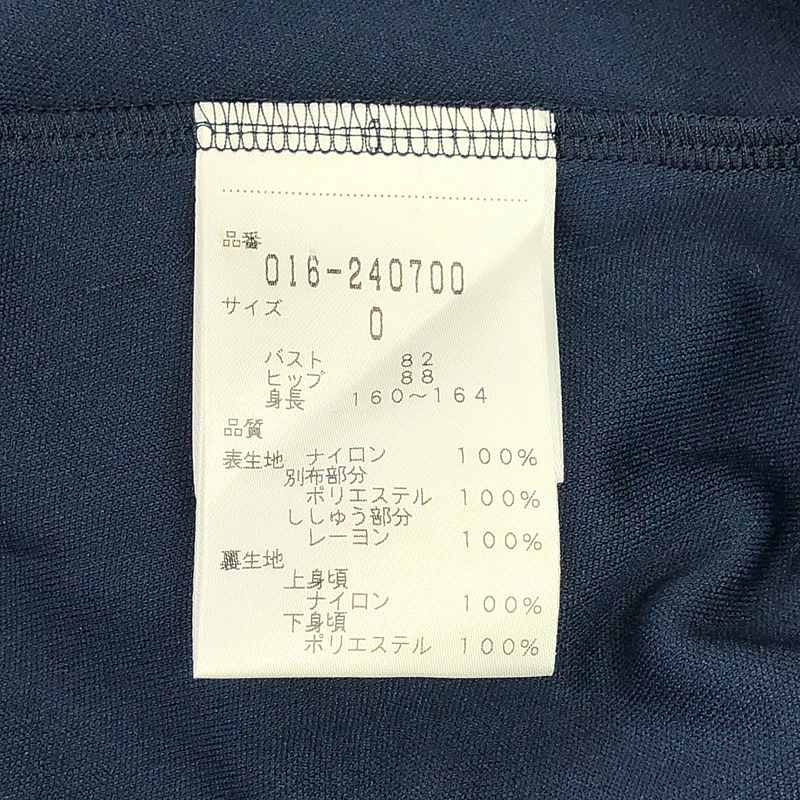 品番
016-240700
サイズ
0
バスト 82
ヒップ 88
身長 160～164
品質
表生地 ナイロン 100%
別布部分
ポリエステル 100%
ししゅう部分
レーヨン 100%
裏生地
上身頃
ナイロン 100%
下身頃
ポリエステル 100%